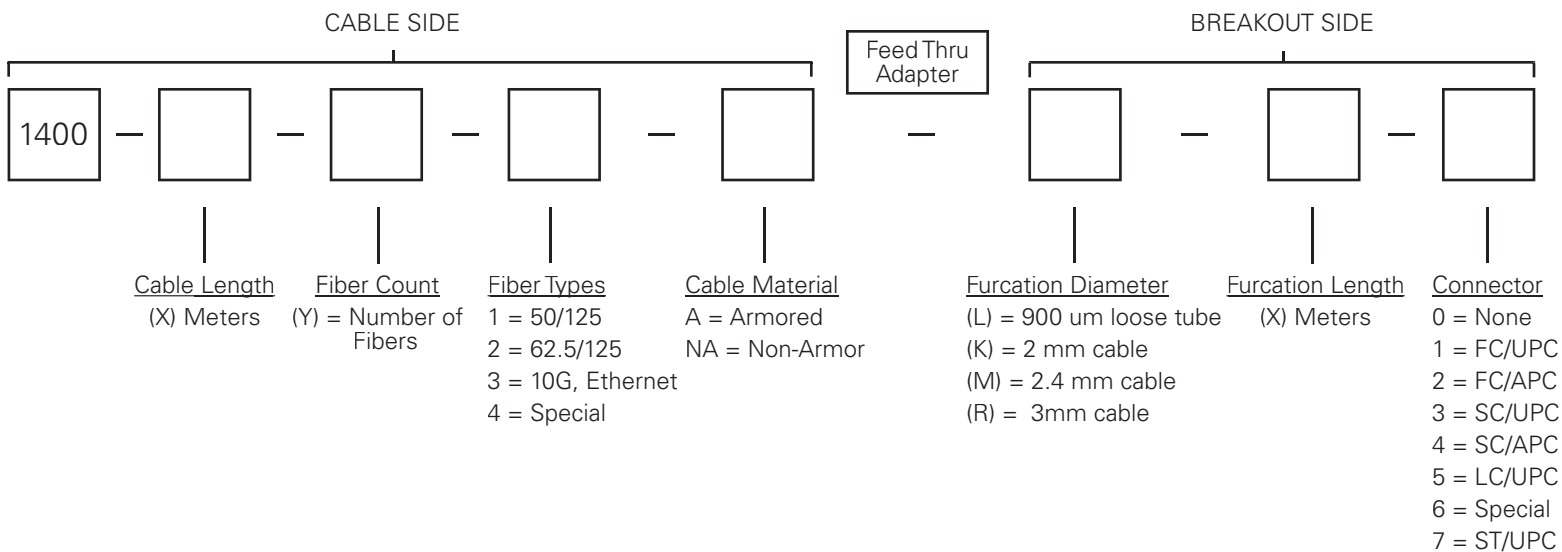 CABLE SIDE
Feed Thru
Adapter
BREAKOUT SIDE
1400 — — — — — — —
Cable Length
(X) Meters
Fiber Count
(Y) = Number of
Fibers
Fiber Types
1 = 50/125
2 = 62.5/125
3 = 10G, Ethernet
4 = Special
Cable Material
A = Armored
NA = Non-Armor
Furcation Diameter
(L) = 900 um loose tube
(K) = 2 mm cable
(M) = 2.4 mm cable
(R) = 3mm cable
Furcation Length
(X) Meters
Connector
0 = None
1 = FC/UPC
2 = FC/APC
3 = SC/UPC
4 = SC/APC
5 = LC/UPC
6 = Special
7 = ST/UPC